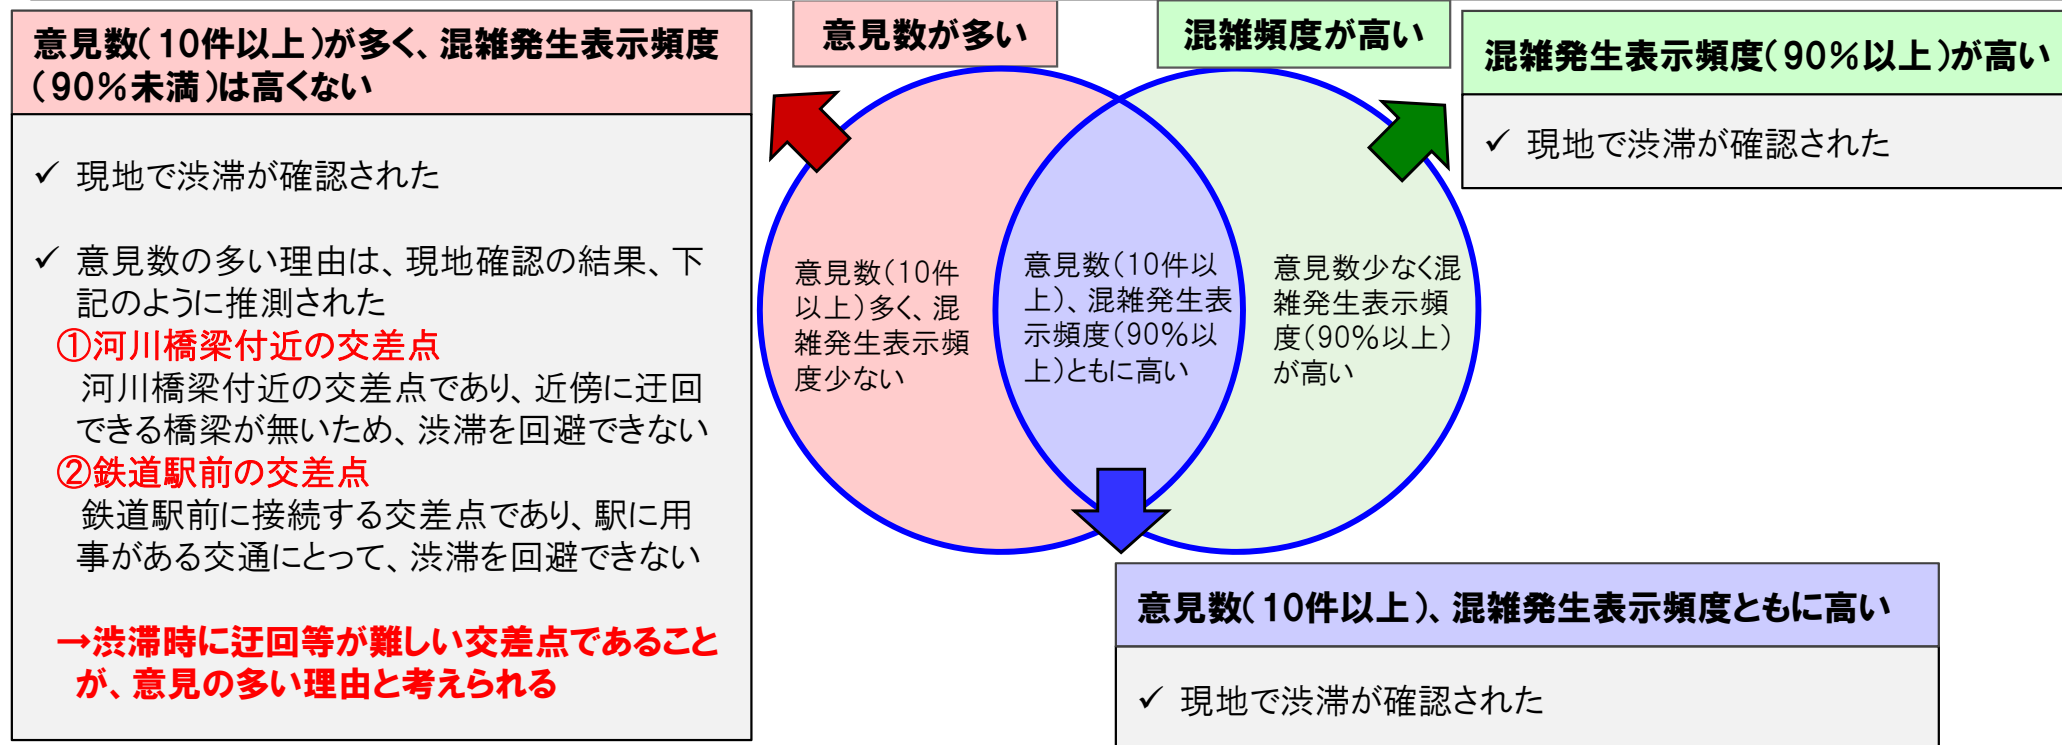 意見数(10件以上)が多く、混雑発生表示頻度
(90%未満)は高くない
✓ 現地で渋滞が確認された
✓ 意見数の多い理由は、現地確認の結果、下
記のように推測された
①河川橋梁付近の交差点
河川橋梁付近の交差点であり、近傍に迂回
できる橋梁が無いため、渋滞を回避できない
②鉄道駅前の交差点
鉄道駅前に接続する交差点であり、駅に用
事がある交通にとって、渋滞を回避できない
→渋滞時に迂回等が難しい交差点であること
が、意見の多い理由と考えられる
意見数が多い
混雑頻度が高い
意見数(10件
以上)多く、混
雑発生表示頻
度少ない
意見数(10件以
上)、混雑発生表
示頻度(90%以
上)ともに高い
意見数少なく混
雑発生表示頻
度(90%以上)
が高い
混雑発生表示頻度(90%以上)が高い
✓ 現地で渋滞が確認された
意見数(10件以上)、混雑発生表示頻度ともに高い
✓ 現地で渋滞が確認された